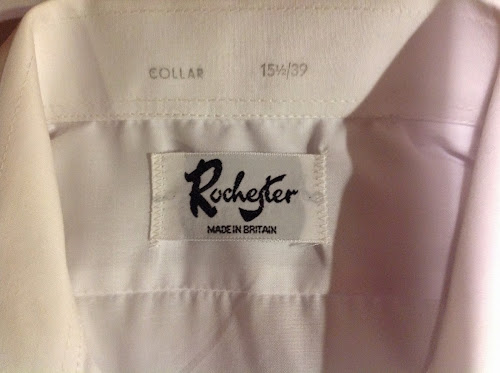 COLLAR 15½/39
Rochester
MADE IN BRITAIN